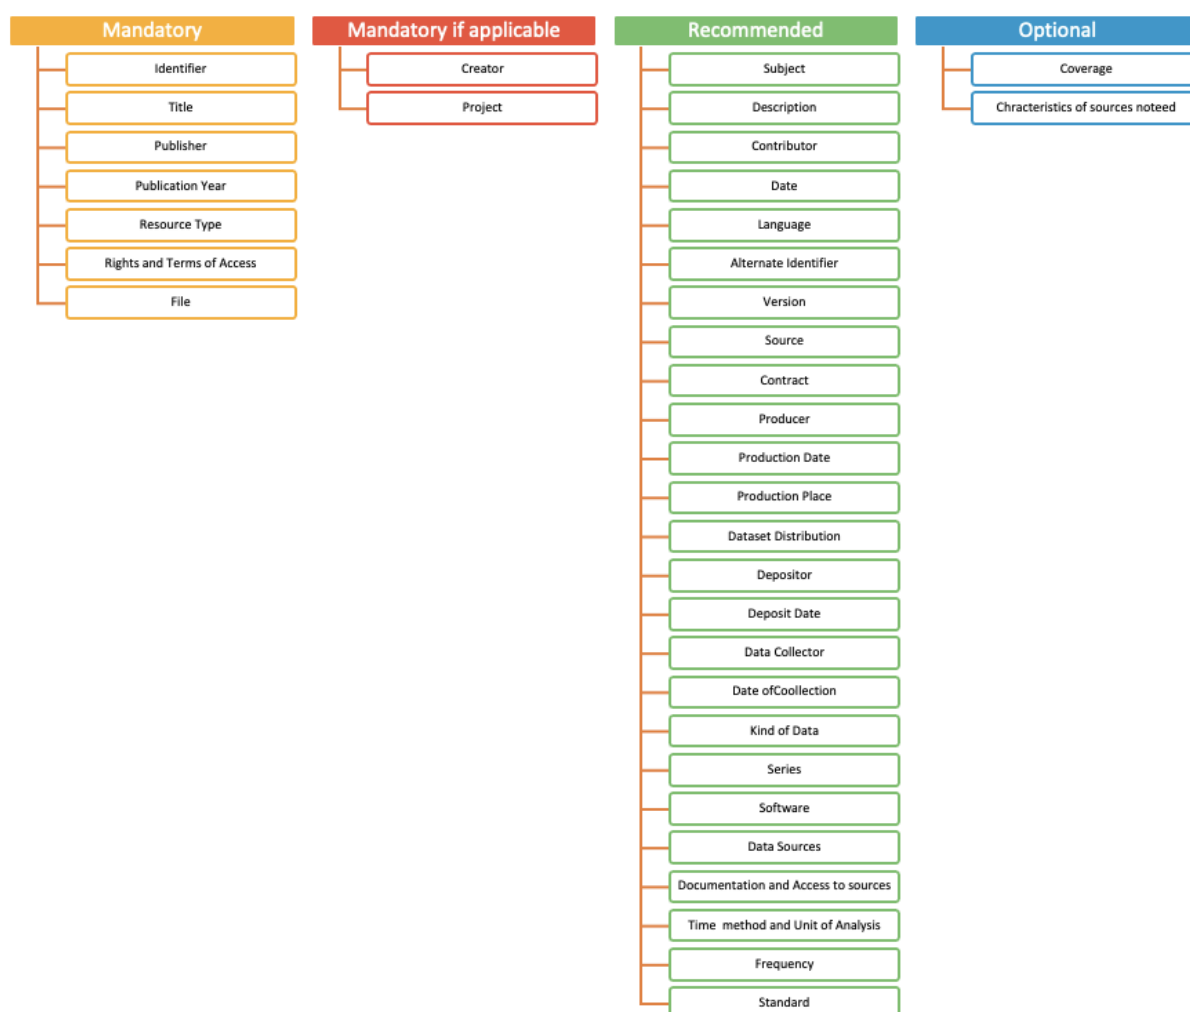 Mandatory
Identifier
Title
Publisher
Publication Year
Resource Type
Rights and Terms of Access
File
Mandatory if applicable
Creator
Project
Recommended
Subject
Description
Contributor
Date
Language
Alternate Identifier
Version
Source
Contract
Producer
Production Date
Production Place
Dataset Distribution
Depositor
Deposit Date
Data Collector
Date ofCoollection
Kind of Data
Series
Software
Data Sources
Documentation and Access to sources
Time method and Unit of Analysis
Frequency
Standard
Optional
Coverage
Chracteristics of sources noteed